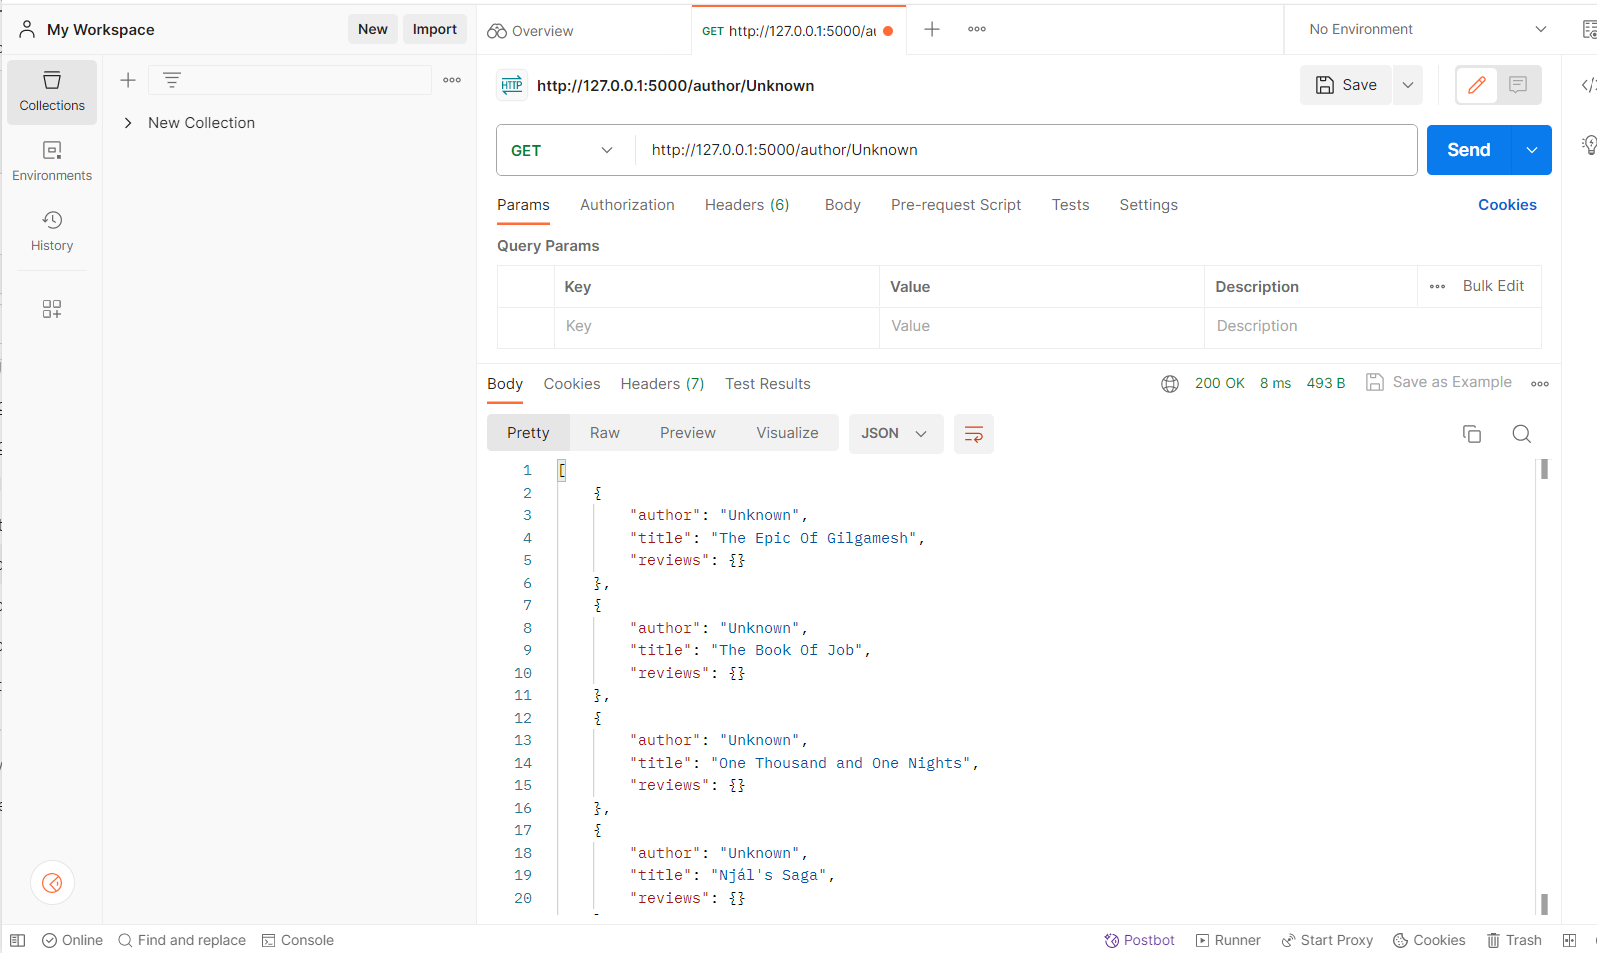 My Workspace
New
Import
Overview
GET http://127.0.0.1:5000/au
No Environment
Collections
New Collection
Environments
History
HTTP
http://127.0.0.1:5000/author/Unknown
Save
GET
http://127.0.0.1:5000/author/Unknown
Send
Params
Authorization
Headers (6)
Body
Pre-request Script
Tests
Settings
Cookies
Query Params
Key
Value
Description
Bulk Edit
Key
Value
Description
Body
Cookies
Headers (7)
Test Results
200 OK
8 ms
493 B
Save as Example
Pretty
Raw
Preview
Visualize
JSON
1 [
2 {
3 "author": "Unknown",
4 "title": "The Epic Of Gilgamesh",
5 "reviews": {}
6 },
7 {
8 "author": "Unknown",
9 "title": "The Book Of Job",
10 "reviews": {}
11 },
12 {
13 "author": "Unknown",
14 "title": "One Thousand and One Nights",
15 "reviews": {}
16 },
17 {
18 "author": "Unknown",
19 "title": "Njál's Saga",
20 "reviews": {}
Online
Find and replace
Console
Postbot
Runner
Start Proxy
Cookies
Trash